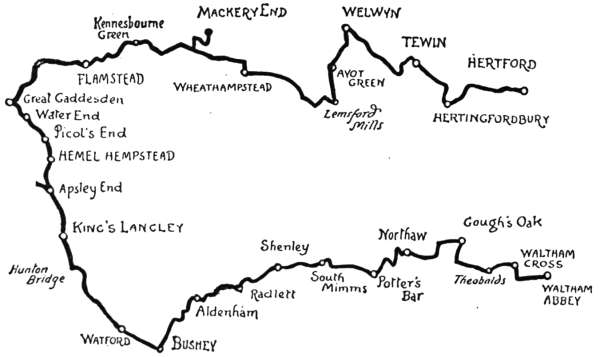 MACKERY END
Kennesbourne
Green
WELWYN
TEWIN
HERTFORD
FLAMSTEAD
WHEATHAMPSTEAD
AYOT
GREEN
Lemsford
Mills
HERTINGFORDBURY
Great Gaddesden
Water End
Picol's End
HEMEL HEMPSTEAD
Apsley End
KING'S LANGLEY
Hunton
Bridge
WATFORD
BUSHEY
Aldenham
Radlett
Shenley
South
Mimms
Potter's
Bar
Northaw
Gough's Oak
Theobalds
WALTHAM
CROSS
WALTHAM
ABBEY